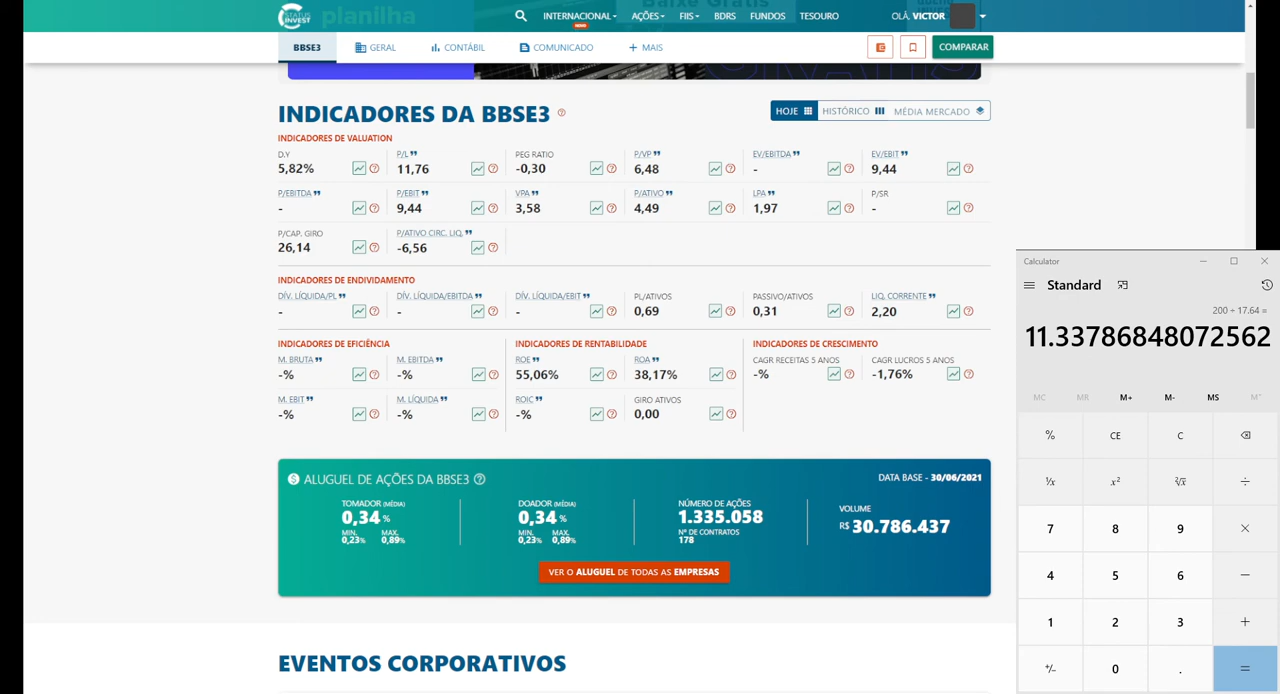 STATUS INVEST
planilha
Baixe Grátis
INTERNACIONAL
NEW
AÇÕES
FIIS
BDRS
FUNDOS
TESOURO
OLÁ, VICTOR
BBSE3
GERAL
CONTÁBIL
COMUNICADO
+ MAIS
COMPARAR
INDICADORES DA BBSE3
HOJE
HISTÓRICO
MÉDIA MERCADO
INDICADORES DE VALUATION
D.Y
P/L
PEG RATIO
P/VP
EV/EBITDA
EV/EBIT
5,82%
11,76
-0,30
6,48
-
9,44
P/EBITDA
P/EBIT
VPA
P/ATIVO
LPA
P/SR
-
9,44
3,58
4,49
1,97
-
P/CAP. GIRO
P/ATIVO CIRC. LIQ.
26,14
-6,56
INDICADORES DE ENDIVIDAMENTO
DÍV. LÍQUIDA/PL
DÍV. LÍQUIDA/EBITDA
DÍV. LÍQUIDA/EBIT
PL/ATIVOS
PASSIVO/ATIVOS
LIQ. CORRENTE
-
-
-
0,69
0,31
2,20
INDICADORES DE EFICIÊNCIA
INDICADORES DE RENTABILIDADE
INDICADORES DE CRESCIMENTO
M. BRUTA
M. EBITDA
ROE
ROA
CAGR RECEITAS 5 ANOS
CAGR LUCROS 5 ANOS
-%
-%
55,06%
38,17%
-%
-1,76%
M. EBIT
M. LÍQUIDA
ROIC
GIRO ATIVOS
-%
-%
-%
0,00
ALUGUEL DE AÇÕES DA BBSE3
DATA BASE - 30/06/2021
TOMADOR (MÉDIA)
0,34 %
MIN. 0,23%
MAX. 0,89%
DOADOR (MÉDIA)
0,34 %
MIN. 0,23%
MAX. 0,89%
NÚMERO DE AÇÕES
1.335.058
Nº DE CONTRATOS
178
VOLUME
R$ 30.786.437
VER O ALUGUEL DE TODAS AS EMPRESAS
EVENTOS CORPORATIVOS
Calculator
Standard
200 ÷ 17.64 =
11.33786848072562
MC MR M+ M- MS M˅
% CE C
¹/x x² ²√x ÷
7 8 9 ×
4 5 6 −
1 2 3 +
+/− 0 . =